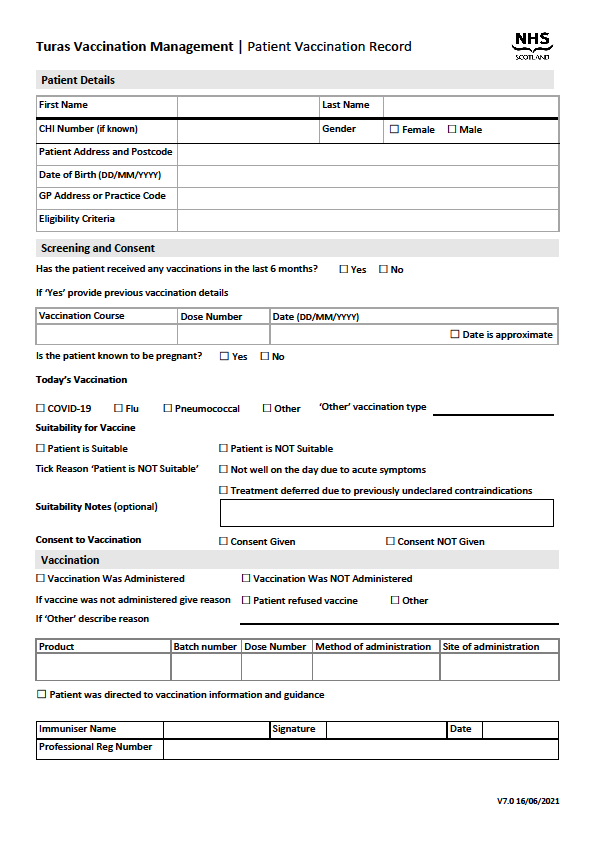 Turas Vaccination Management | Patient Vaccination Record
NHS
SCOTLAND
Patient Details
First Name Last Name
CHI Number (if known) Gender ☐ Female ☐ Male
Patient Address and Postcode
Date of Birth (DD/MM/YYYY)
GP Address or Practice Code
Eligibility Criteria
Screening and Consent
Has the patient received any vaccinations in the last 6 months? ☐ Yes ☐ No
If ‘Yes’ provide previous vaccination details
Vaccination Course Dose Number Date (DD/MM/YYYY)
☐ Date is approximate
Is the patient known to be pregnant? ☐ Yes ☐ No
Today’s Vaccination
☐ COVID-19 ☐ Flu ☐ Pneumococcal ☐ Other ‘Other’ vaccination type
Suitability for Vaccine
☐ Patient is Suitable ☐ Patient is NOT Suitable
Tick Reason ‘Patient is NOT Suitable’ ☐ Not well on the day due to acute symptoms
☐ Treatment deferred due to previously undeclared contraindications
Suitability Notes (optional)
Consent to Vaccination ☐ Consent Given ☐ Consent NOT Given
Vaccination
☐ Vaccination Was Administered ☐ Vaccination Was NOT Administered
If vaccine was not administered give reason ☐ Patient refused vaccine ☐ Other
If ‘Other’ describe reason
Product Batch number Dose Number Method of administration Site of administration
☐ Patient was directed to vaccination information and guidance
Immuniser Name Signature Date
Professional Reg Number
V7.0 16/06/2021